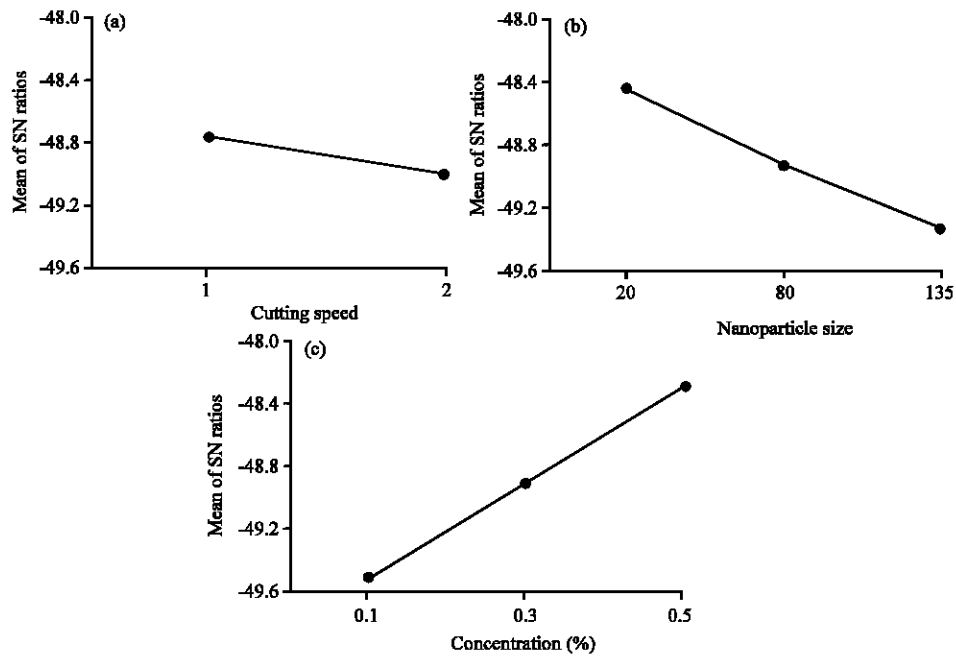 (a)
Mean of SN ratios
-48.0
-48.4
-48.8
-49.2
-49.6
1
2
Cutting speed
(b)
Mean of SN ratios
-48.0
-48.4
-48.8
-49.2
-49.6
20
80
135
Nanoparticle size
(c)
Mean of SN ratios
-48.0
-48.4
-48.8
-49.2
-49.6
0.1
0.3
0.5
Concentration (%)